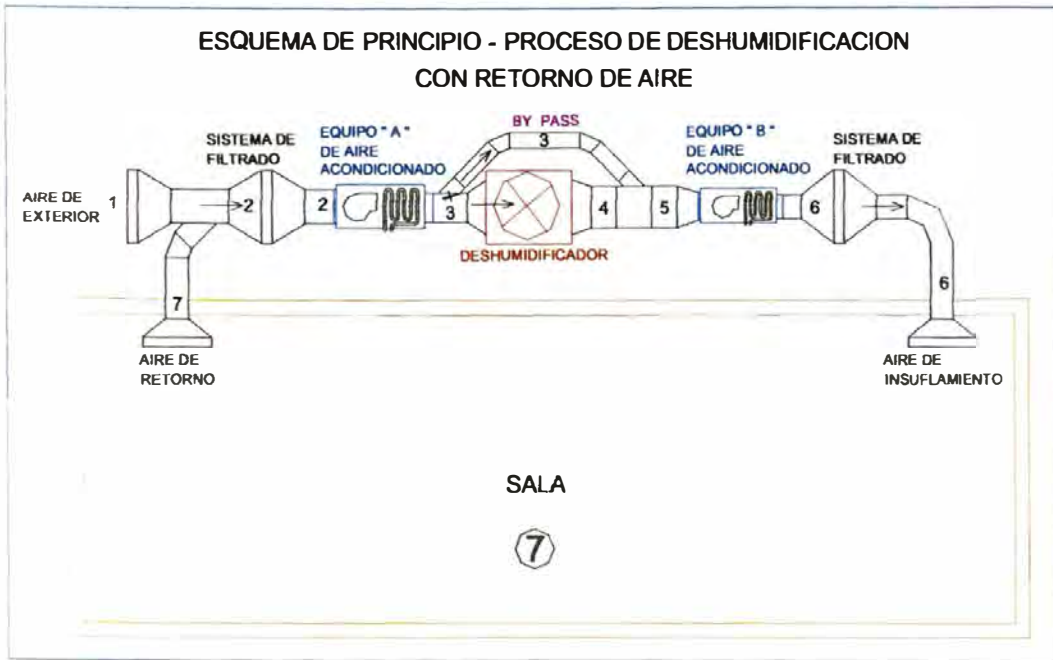 ESQUEMA DE PRINCIPIO - PROCESO DE DESHUMIDIFICACION
CON RETORNO DE AIRE
BY PASS
SISTEMA DE
FILTRADO
EQUIPO "A"
DE AIRE
ACONDICIONADO
3
EQUIPO "B"
DE AIRE
ACONDICIONADO
SISTEMA DE
FILTRADO
AIRE DE
EXTERIOR
1
2
2
3
4
5
6
DESHUMIDIFICADOR
7
6
AIRE DE
RETORNO
AIRE DE
INSUFLAMIENTO
SALA
7